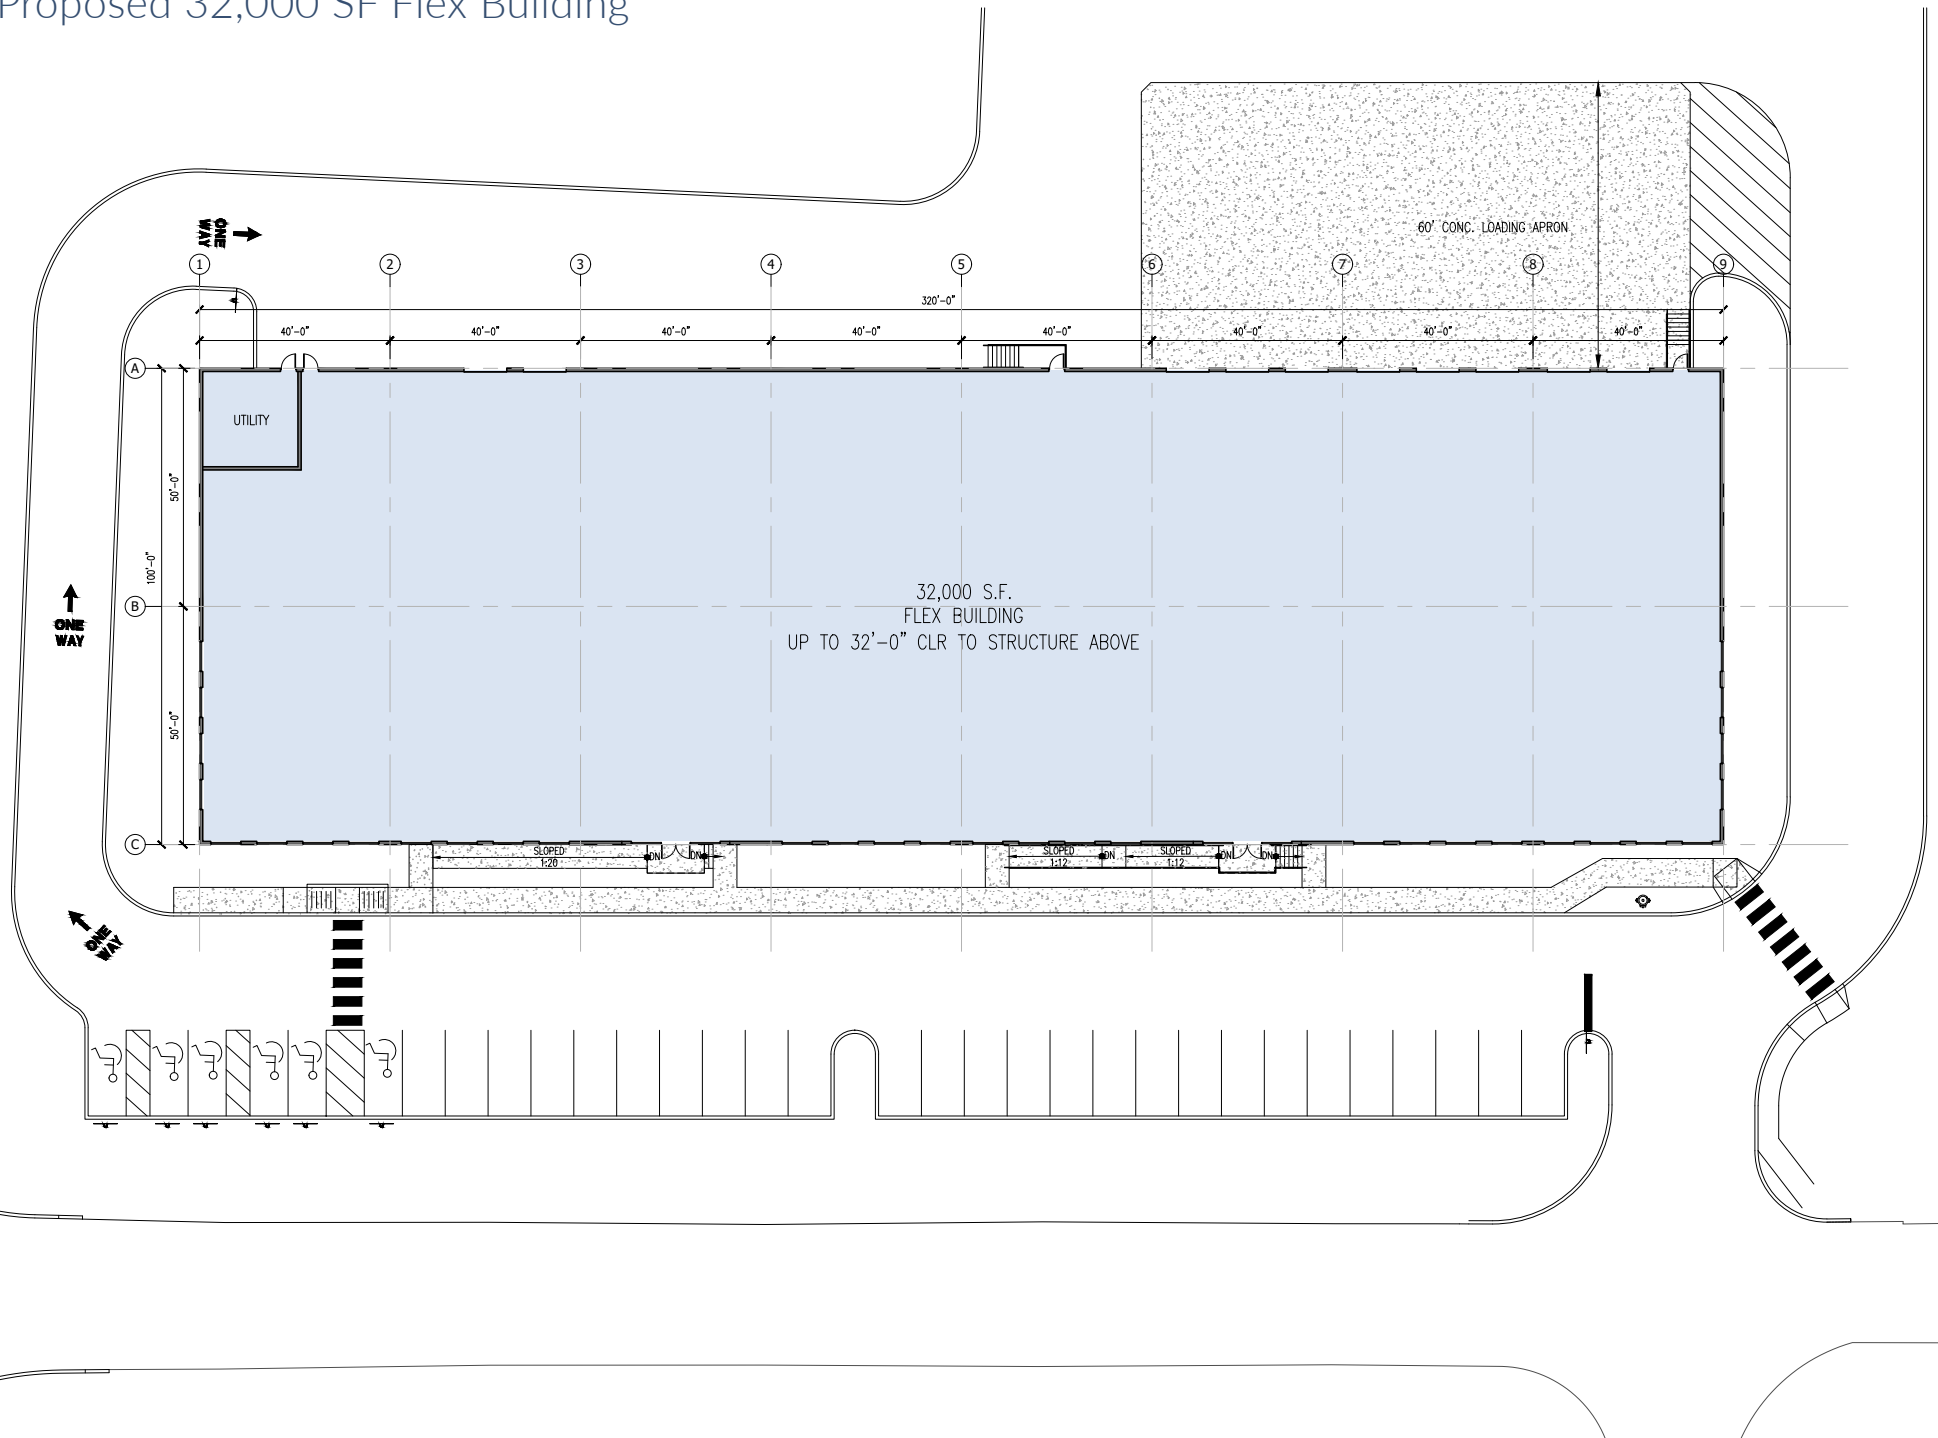 Proposed 32,000 SF Flex Building
60' CONC. LOADING APRON
ONE
WAY
1
2
3
4
5
6
7
8
9
320'-0"
40'-0"
40'-0"
40'-0"
40'-0"
40'-0"
40'-0"
40'-0"
40'-0"
A
UTILITY
50'-0"
100'-0"
B
32,000 S.F.
FLEX BUILDING
UP TO 32'-0" CLR TO STRUCTURE ABOVE
ONE
WAY
50'-0"
C
SLOPED
1:20
DN
DN
SLOPED
1:12
DN
SLOPED
1:12
DN
DN
ONE
WAY